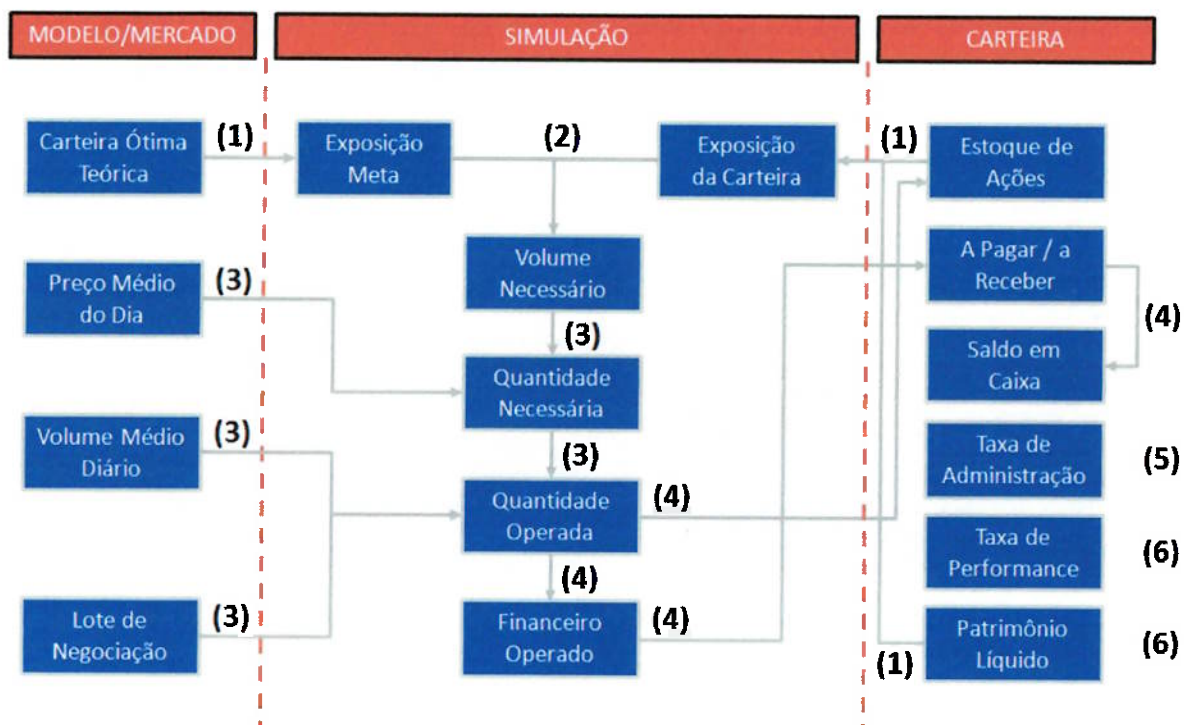 MODELO/MERCADO
SIMULAÇÃO
CARTEIRA
Carteira Ótima
Teórica
(1)
Exposição
Meta
(2)
Exposição
da Carteira
(1)
Estoque de
Ações
Volume
Necessário
A Pagar / a
Receber
Preço Médio
do Dia
(3)
(3)
(4)
Saldo em
Caixa
Quantidade
Necessária
Volume Médio
Diário
(3)
(3)
Taxa de
Administração
(5)
Quantidade
Operada
(4)
Taxa de
Performance
(6)
(4)
Lote de
Negociação
(3)
Financeiro
Operado
(4)
Patrimônio
Líquido
(6)
(1)